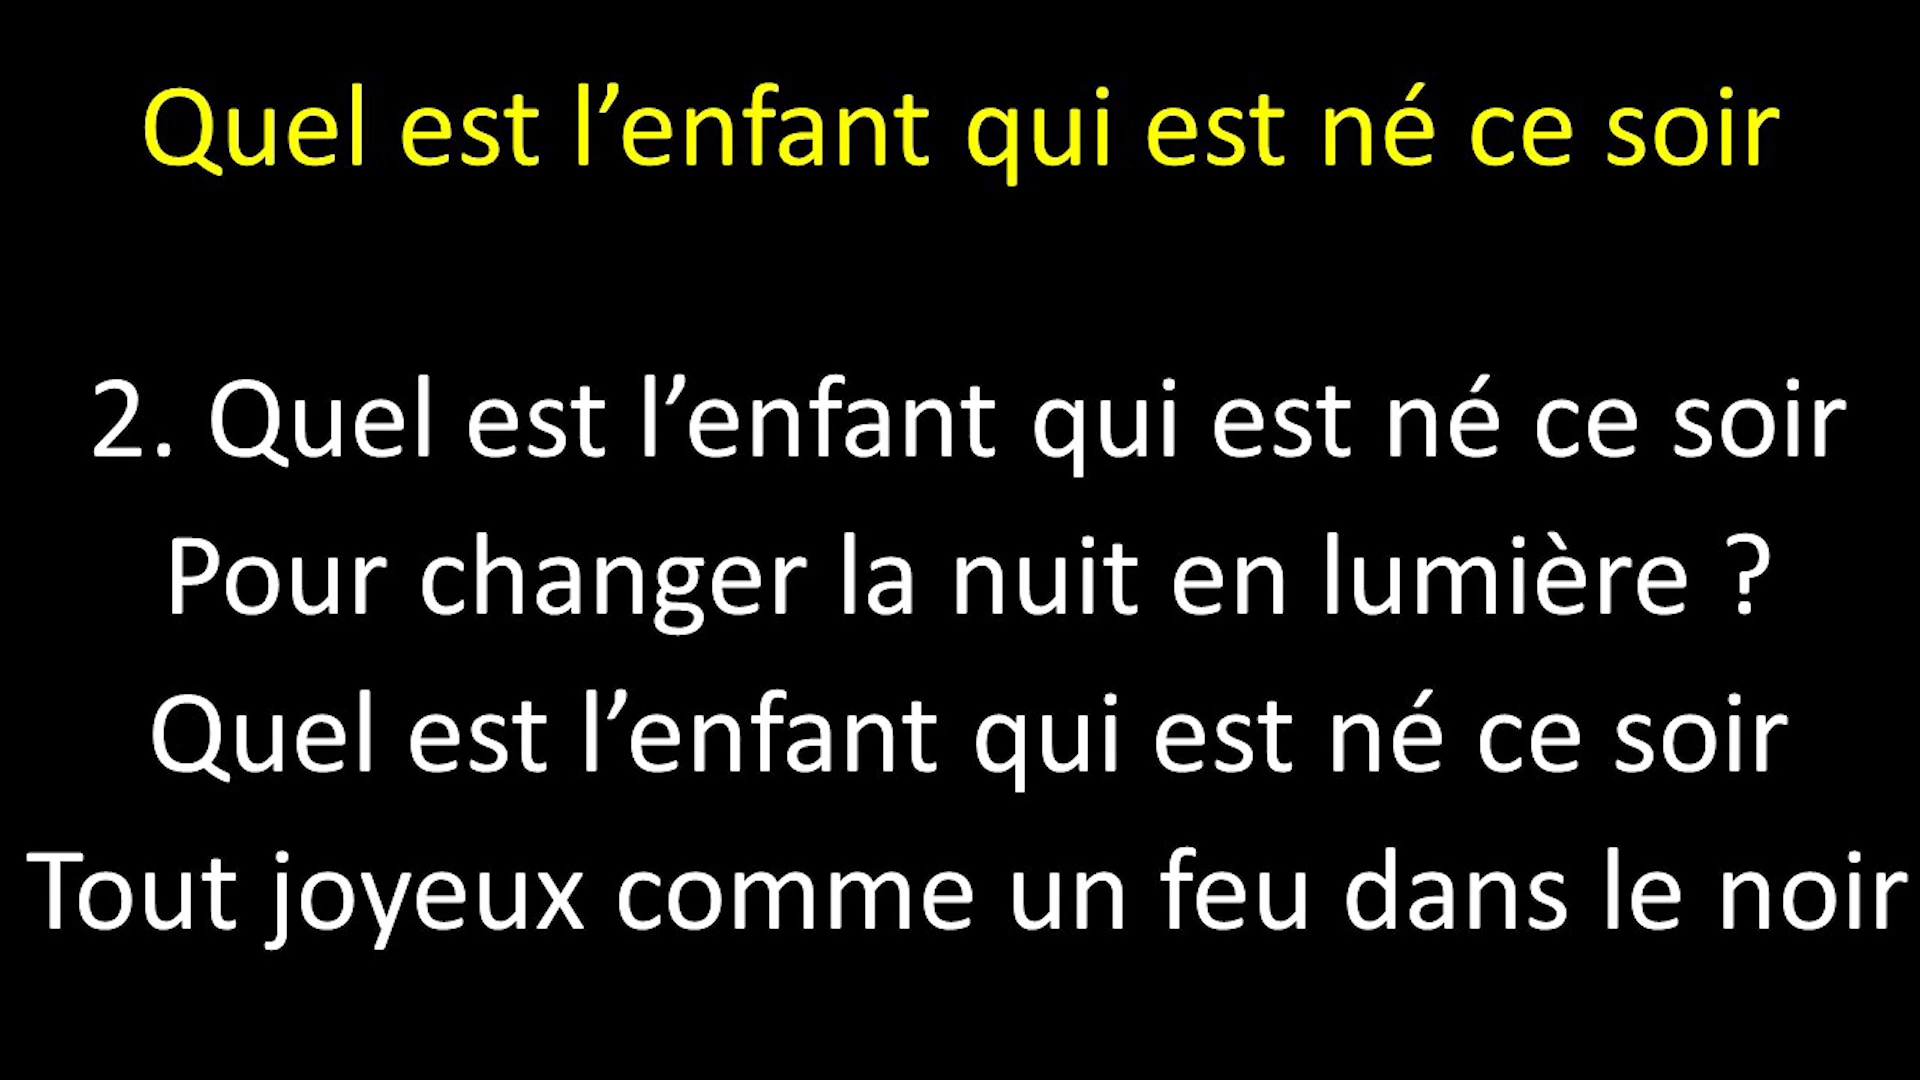 Quel est l’enfant qui est né ce soir
2. Quel est l’enfant qui est né ce soir
Pour changer la nuit en lumière ?
Quel est l’enfant qui est né ce soir
Tout joyeux comme un feu dans le noir